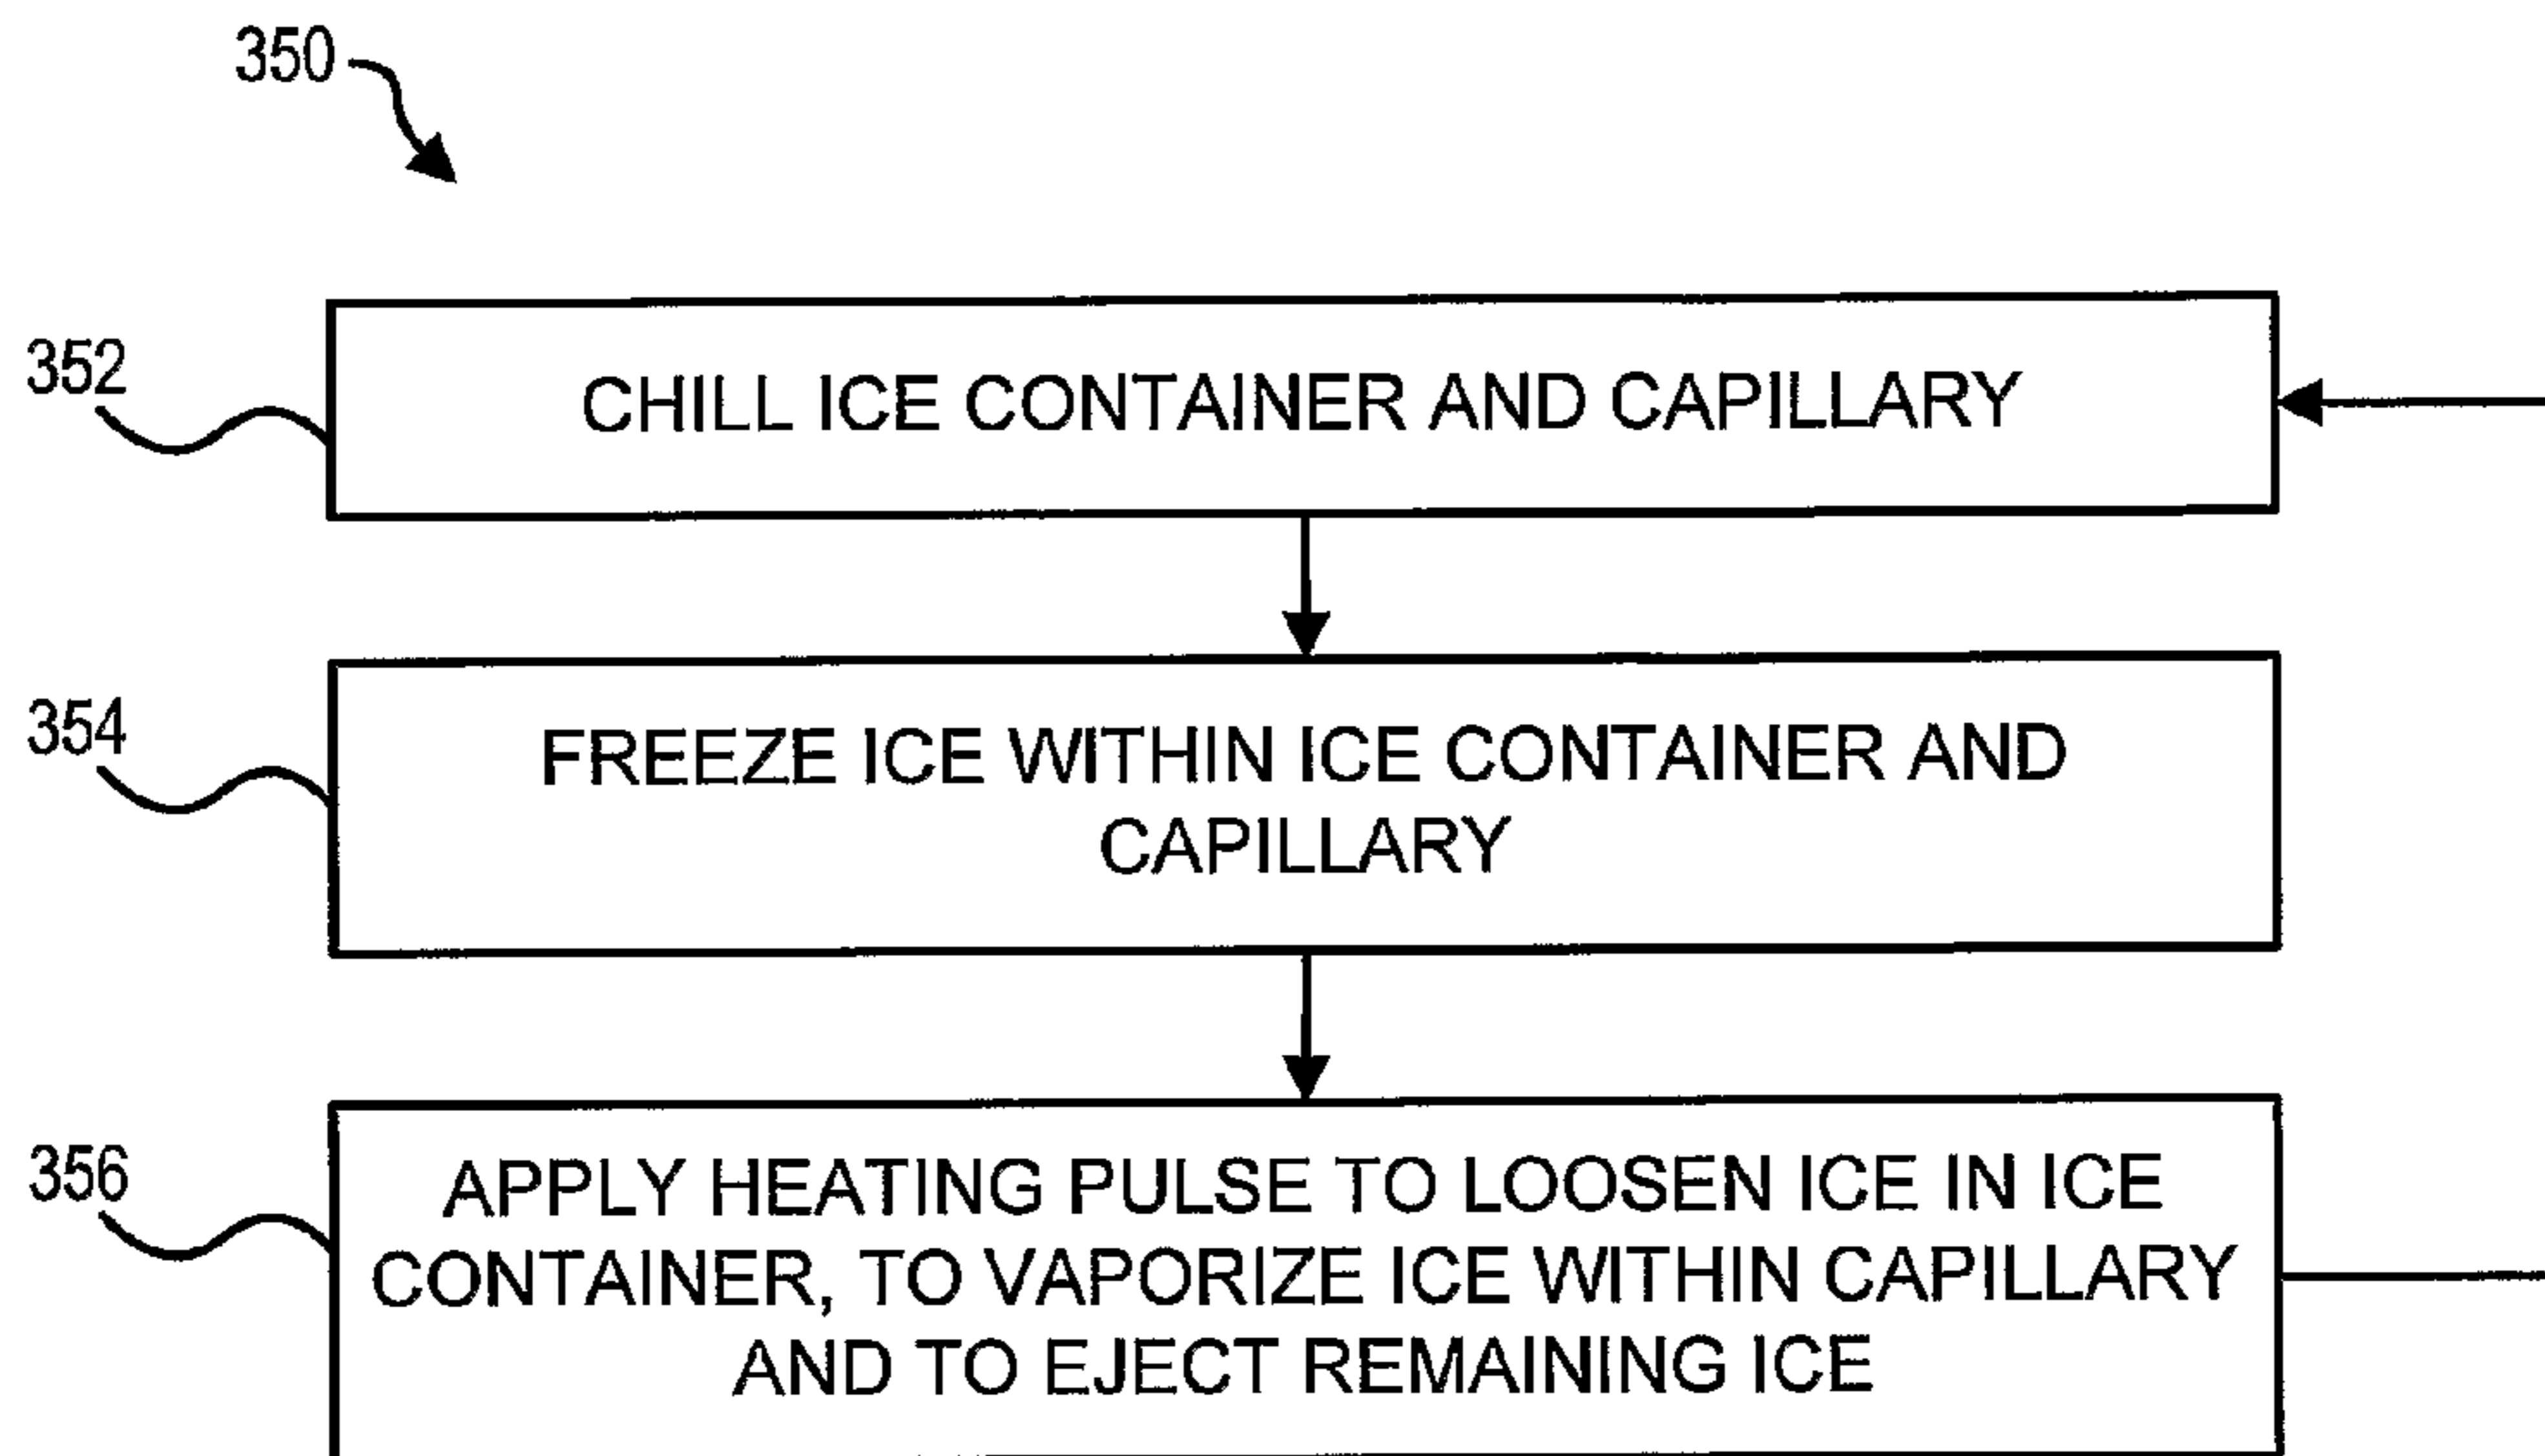 350
352
CHILL ICE CONTAINER AND CAPILLARY
354
FREEZE ICE WITHIN ICE CONTAINER AND
CAPILLARY
356
APPLY HEATING PULSE TO LOOSEN ICE IN ICE
CONTAINER, TO VAPORIZE ICE WITHIN CAPILLARY
AND TO EJECT REMAINING ICE